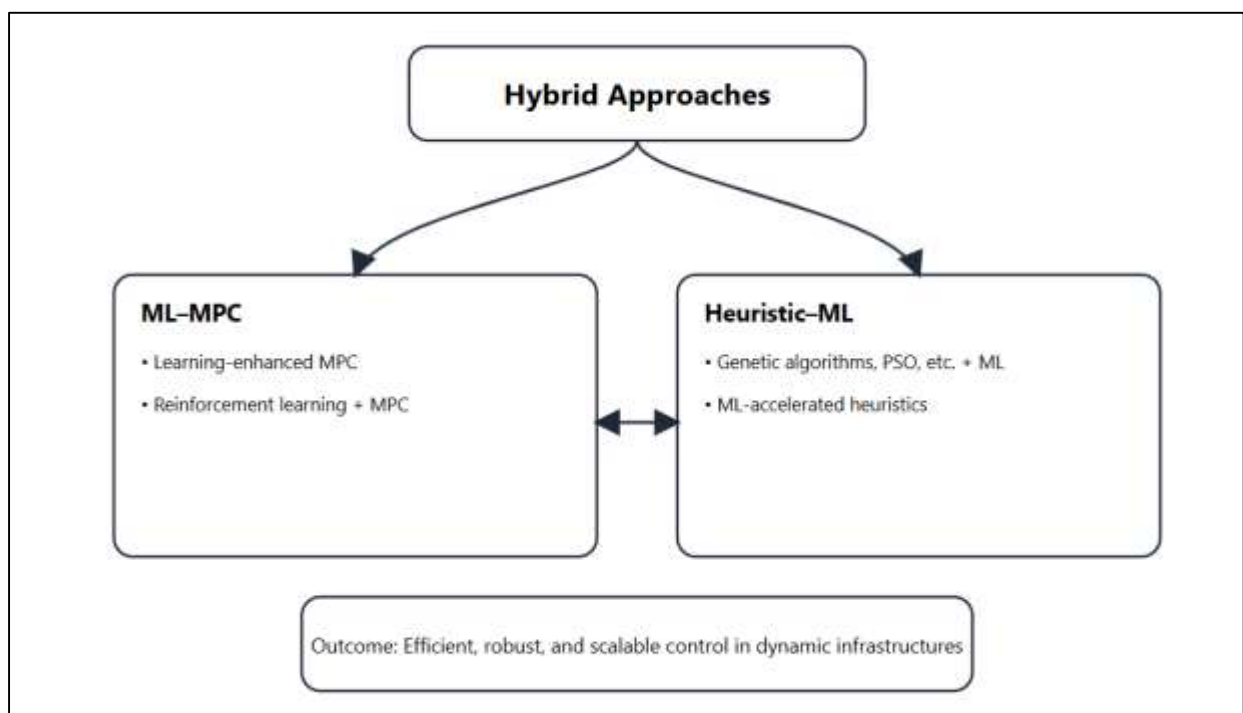 Hybrid Approaches
ML–MPC
• Learning-enhanced MPC
• Reinforcement learning + MPC
Heuristic–ML
• Genetic algorithms, PSO, etc. + ML
• ML-accelerated heuristics
Outcome: Efficient, robust, and scalable control in dynamic infrastructures